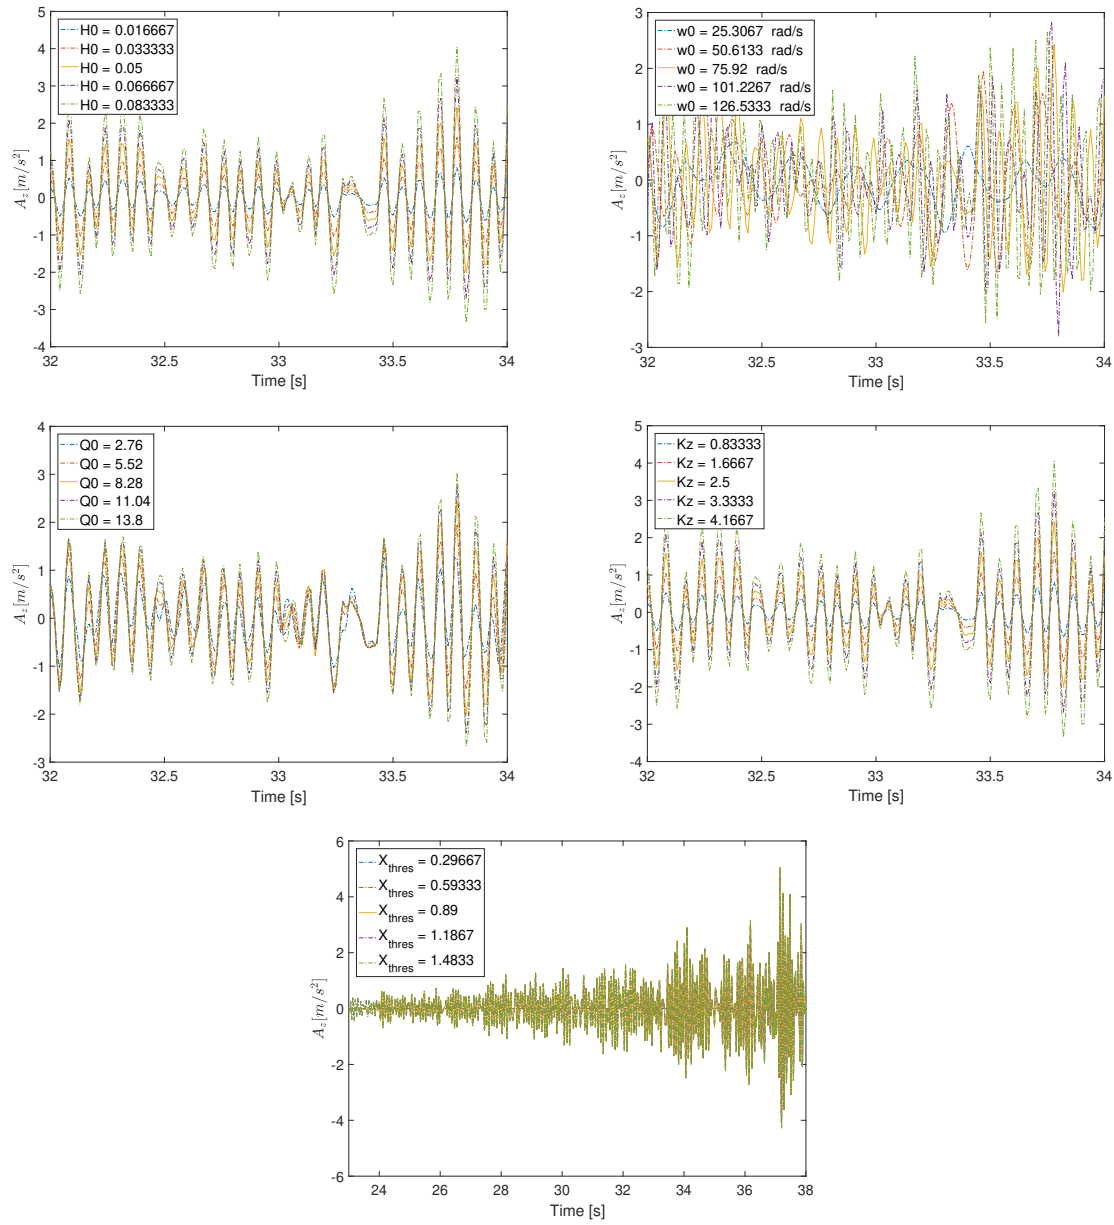 5
4
3
2
1
0
-1
-2
-3
-4
H0 = 0.016667
H0 = 0.033333
H0 = 0.05
H0 = 0.066667
H0 = 0.083333
A_z[m/s^2]
32 32.5 33 33.5 34
Time [s]
3
2
1
0
-1
-2
-3
w0 = 25.3067 rad/s
w0 = 50.6133 rad/s
w0 = 75.92 rad/s
w0 = 101.2267 rad/s
w0 = 126.5333 rad/s
A_z[m/s^2]
32 32.5 33 33.5 34
Time [s]
4
3
2
1
0
-1
-2
-3
Q0 = 2.76
Q0 = 5.52
Q0 = 8.28
Q0 = 11.04
Q0 = 13.8
A_z[m/s^2]
32 32.5 33 33.5 34
Time [s]
5
4
3
2
1
0
-1
-2
-3
-4
Kz = 0.83333
Kz = 1.6667
Kz = 2.5
Kz = 3.3333
Kz = 4.1667
A_z[m/s^2]
32 32.5 33 33.5 34
Time [s]
6
4
2
0
-2
-4
-6
X_thres = 0.29667
X_thres = 0.59333
X_thres = 0.89
X_thres = 1.1867
X_thres = 1.4833
A_z[m/s^2]
24 26 28 30 32 34 36 38
Time [s]